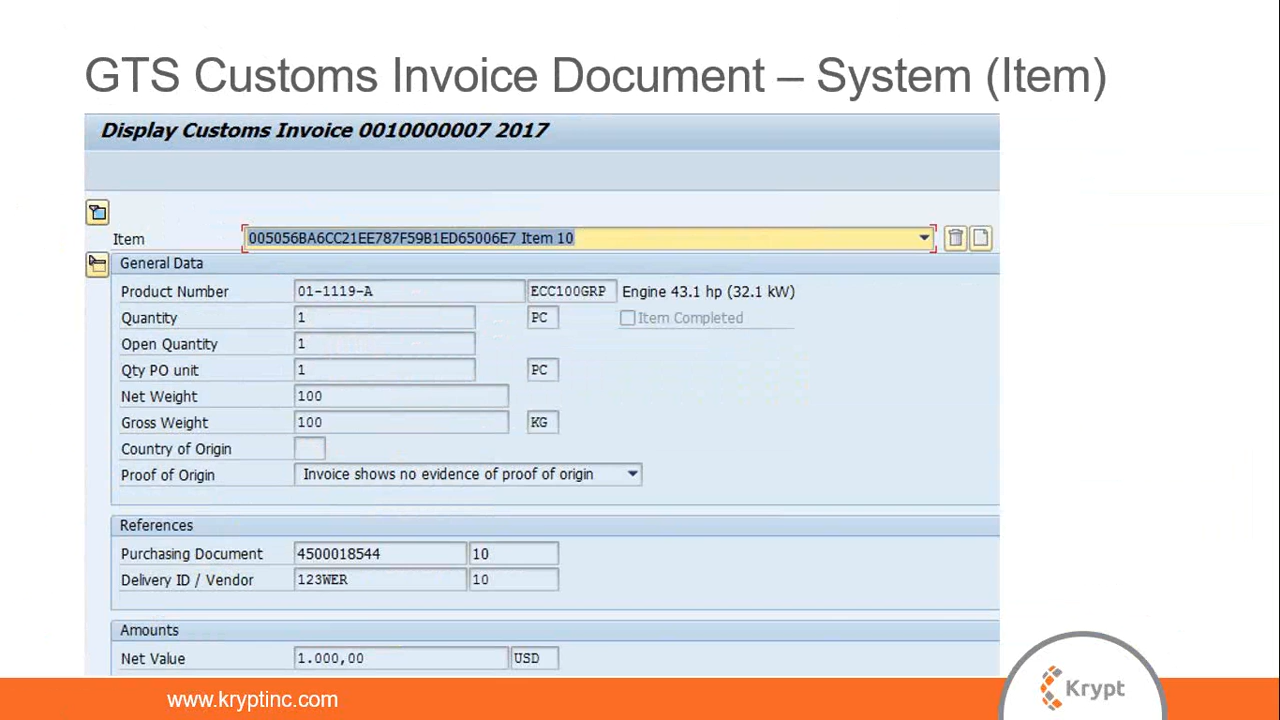 GTS Customs Invoice Document – System (Item)
Display Customs Invoice 0010000007 2017
Item 005056BA6CC21EE787F59B1ED65006E7 Item 10
General Data
Product Number 01-1119-A ECC100GRP Engine 43.1 hp (32.1 kW)
Quantity 1 PC Item Completed
Open Quantity 1
Qty PO unit 1 PC
Net Weight 100
Gross Weight 100 KG
Country of Origin
Proof of Origin Invoice shows no evidence of proof of origin
References
Purchasing Document 4500018544 10
Delivery ID / Vendor 123WER 10
Amounts
Net Value 1.000,00 USD
www.kryptinc.com
Krypt